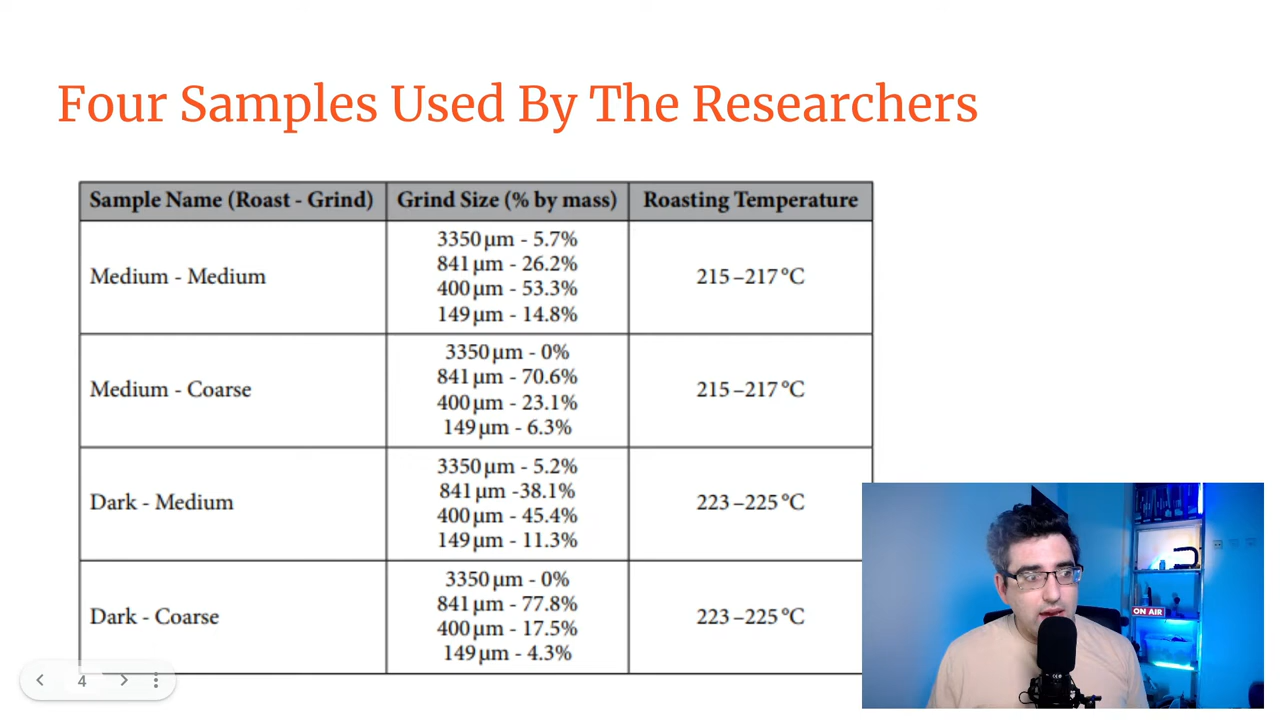 Four Samples Used By The Researchers
Sample Name (Roast - Grind) Grind Size (% by mass) Roasting Temperature
Medium - Medium
3350 µm - 5.7%
841 µm - 26.2%
400 µm - 53.3%
149 µm - 14.8%
215–217 °C
Medium - Coarse
3350 µm - 0%
841 µm - 70.6%
400 µm - 23.1%
149 µm - 6.3%
215–217 °C
Dark - Medium
3350 µm - 5.2%
841 µm -38.1%
400 µm - 45.4%
149 µm - 11.3%
223–225 °C
Dark - Coarse
3350 µm - 0%
841 µm - 77.8%
400 µm - 17.5%
149 µm - 4.3%
223–225 °C
ON AIR
4